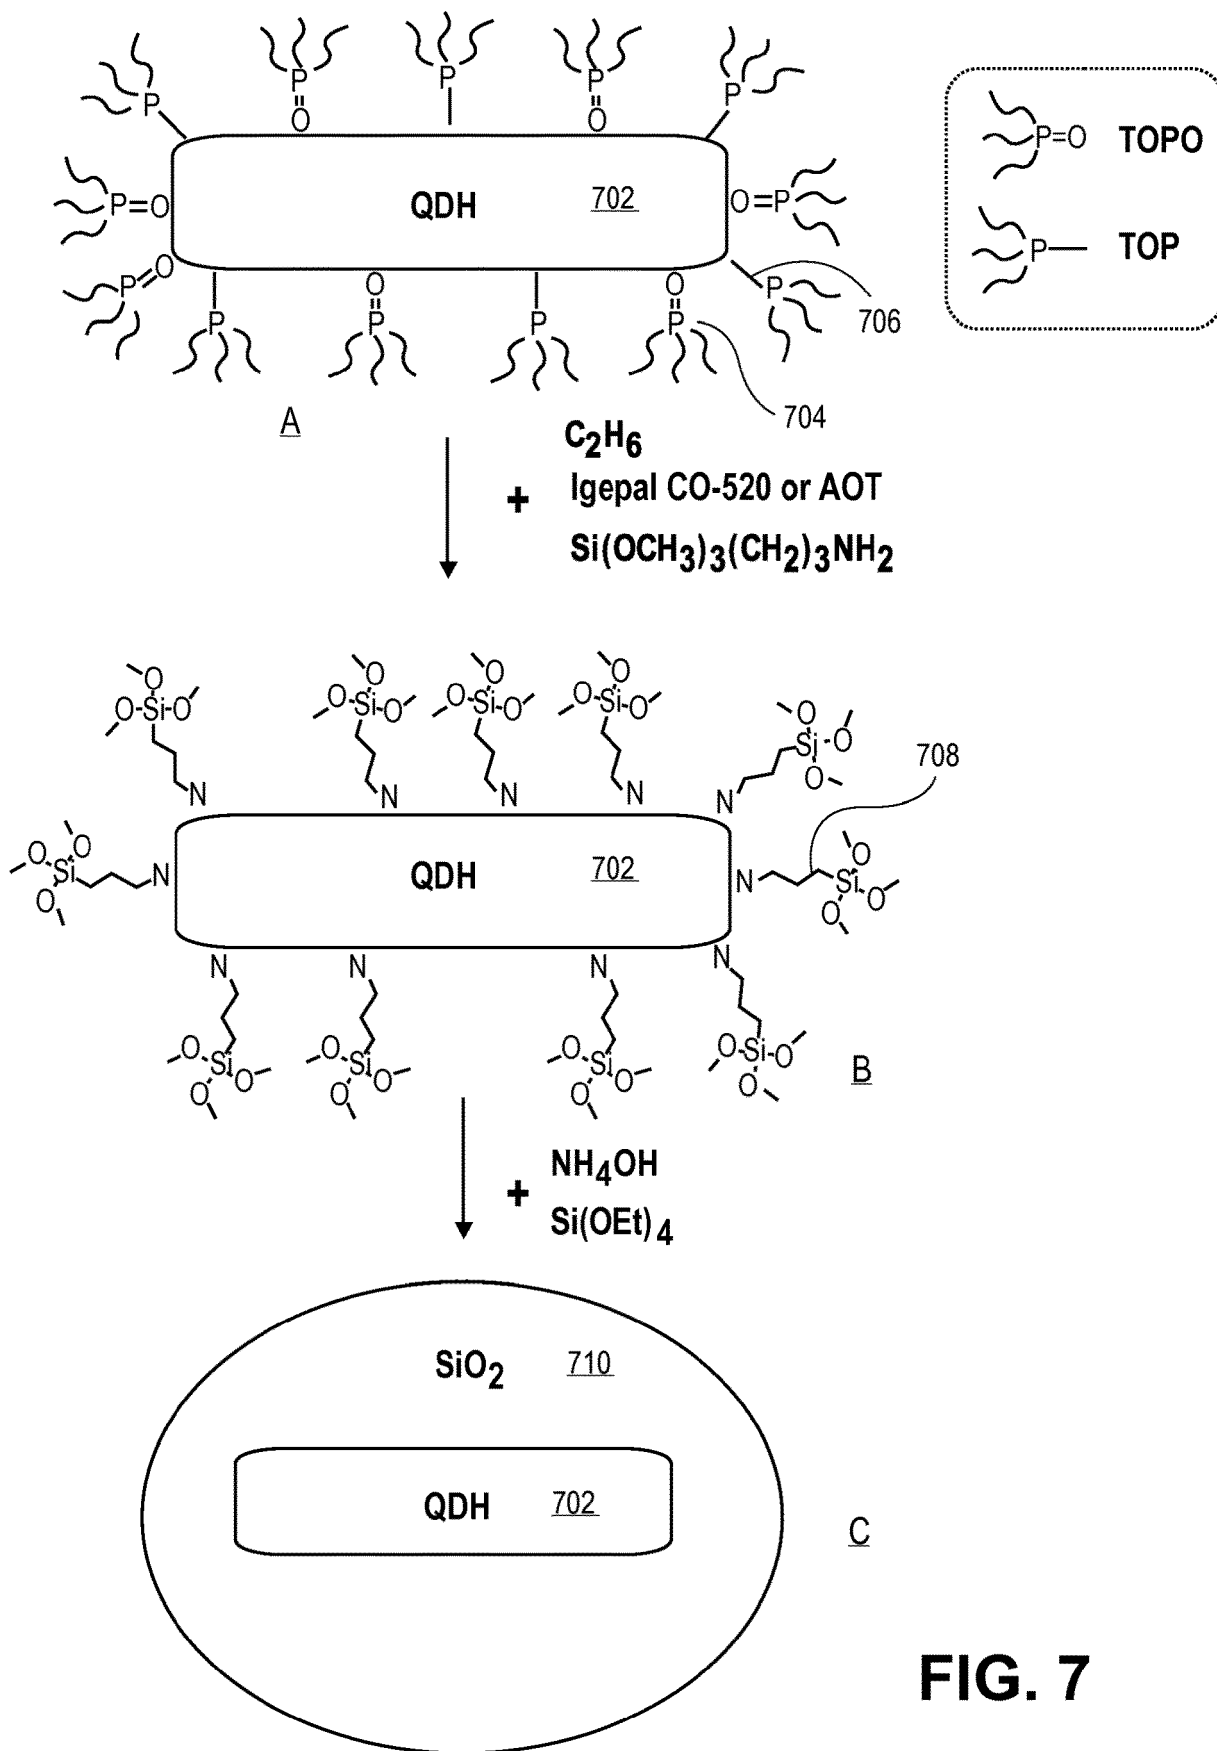 P P P P P
O O
P=O
QDH 702
O=P
P=O
P O O P
P P P P
706
704
P=O TOPO
P— TOP
A
C2H6
+ Igepal CO-520 or AOT
Si(OCH3)3(CH2)3NH2
O O O O
O Si O O Si O O Si O O Si O
O Si O O
N N N N N
708
O O Si O N
QDH 702
N O Si O O
N N N N
O Si O O O Si O O O Si O O O Si O O
B
NH4OH
+
Si(OEt)4
SiO2 710
QDH 702
C
FIG. 7